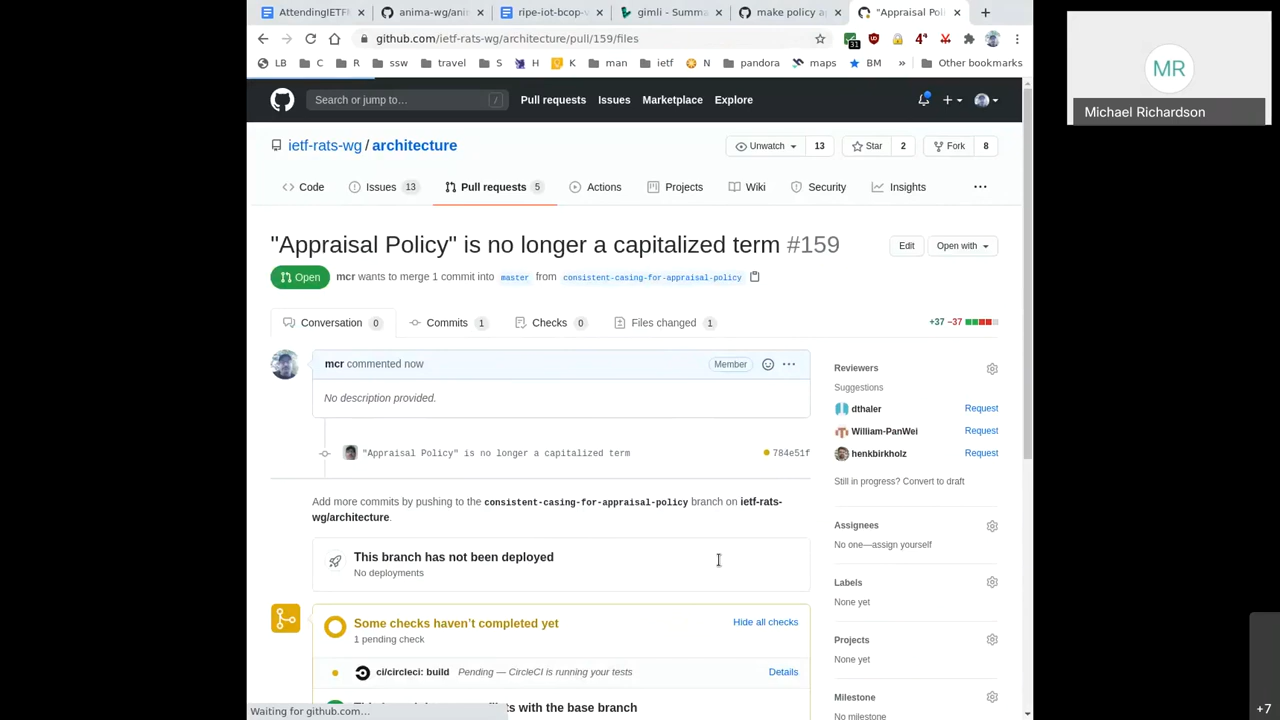 AttendingIETF
anima-wg/ani
ripe-iot-bcop-v
gimli - Summa
make policy a
"Appraisal Poli
github.com/ietf-rats-wg/architecture/pull/159/files
31
LB
C
R
ssw
travel
S
H
K
man
ietf
N
pandora
maps
BM
»
Other bookmarks
MR
Michael Richardson
Search or jump to…
/
Pull requests
Issues
Marketplace
Explore
ietf-rats-wg / architecture
Unwatch
13
Star
2
Fork
8
Code
Issues 13
Pull requests 5
Actions
Projects
Wiki
Security
Insights
"Appraisal Policy" is no longer a capitalized term #159
Edit
Open with
Open
mcr wants to merge 1 commit into master from consistent-casing-for-appraisal-policy
Conversation 0
Commits 1
Checks 0
Files changed 1
+37 −37
mcr commented now
Member
No description provided.
"Appraisal Policy" is no longer a capitalized term
784e51f
Add more commits by pushing to the consistent-casing-for-appraisal-policy branch on ietf-rats-
wg/architecture.
This branch has not been deployed
No deployments
Some checks haven't completed yet
Hide all checks
1 pending check
ci/circleci: build Pending — CircleCI is running your tests
Details
with the base branch
Waiting for github.com…
Reviewers
Suggestions
dthaler
Request
William-PanWei
Request
henkbirkholz
Request
Still in progress? Convert to draft
Assignees
No one—assign yourself
Labels
None yet
Projects
None yet
Milestone
No milestone
+7